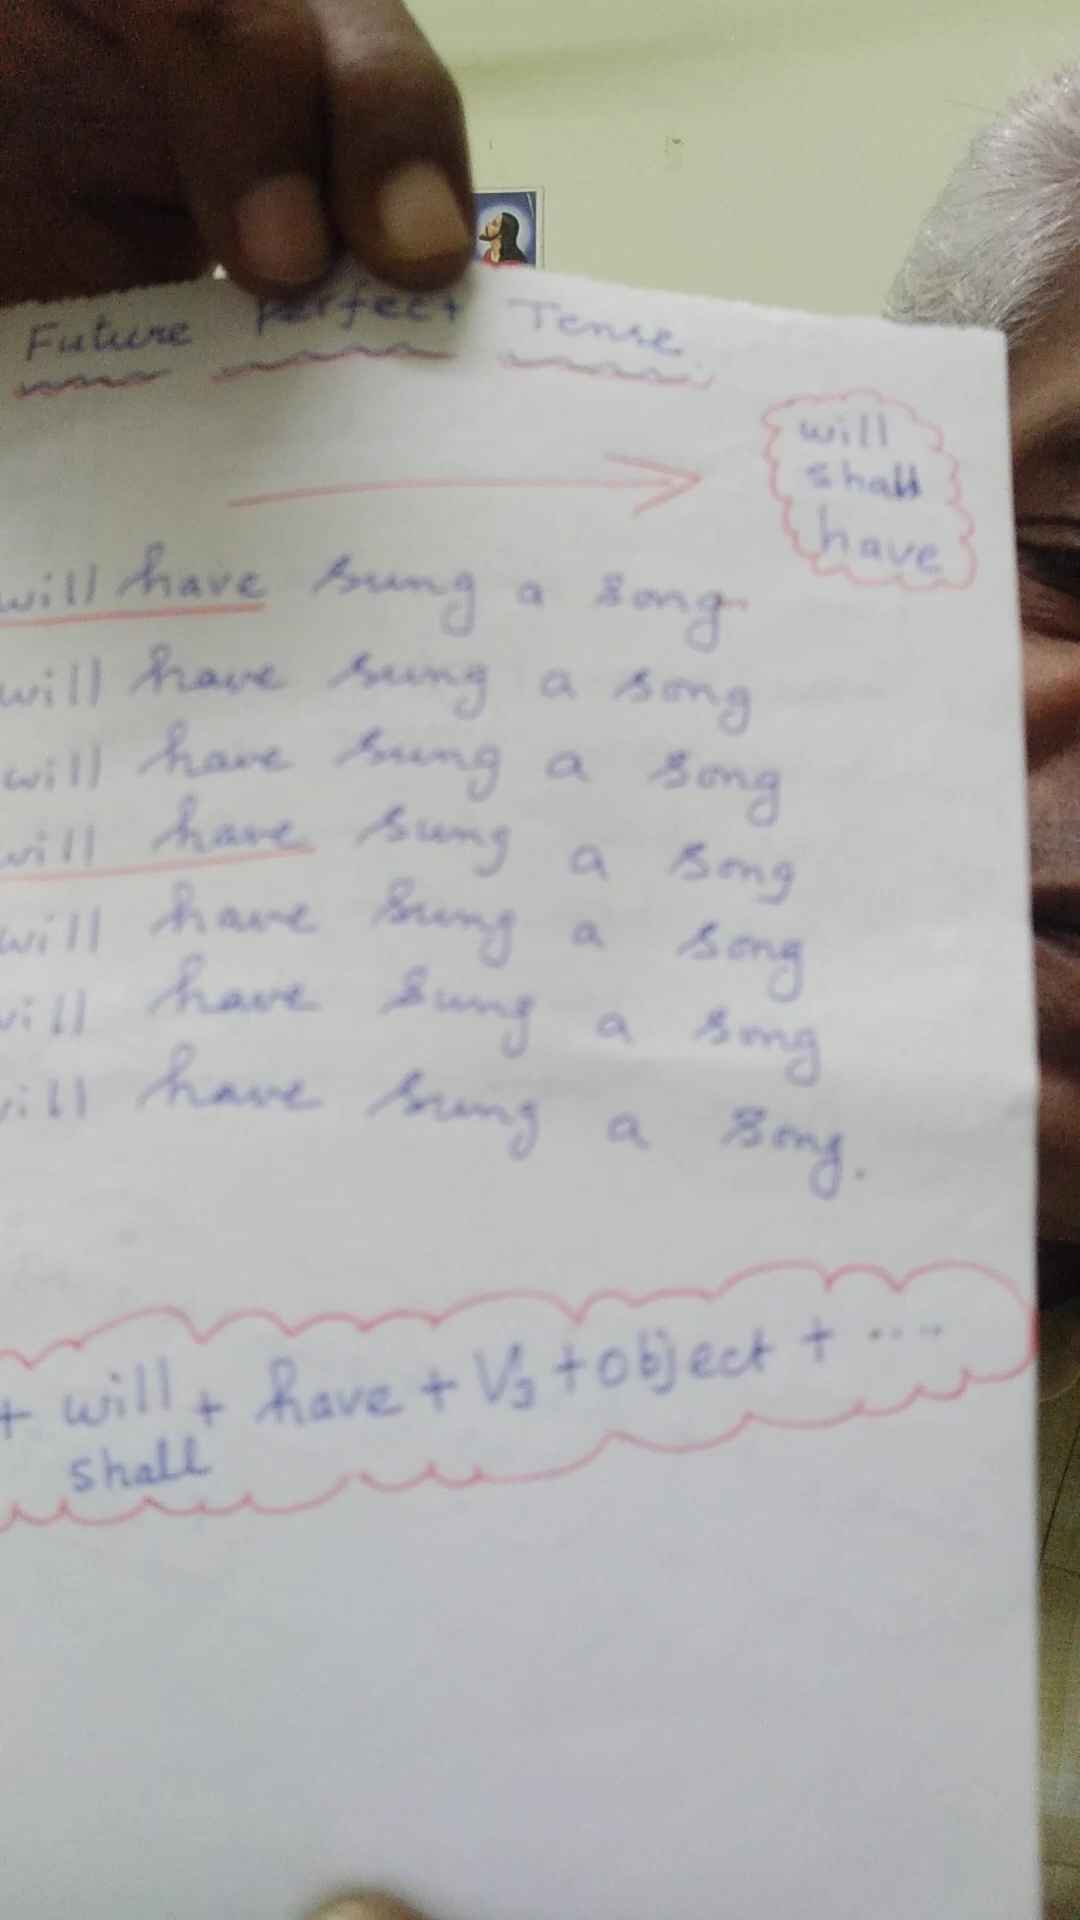 Future Perfect Tense
will
shall
have
will have sung a song
will have sung a song
will have sung a song
will have sung a song
will have sung a song
will have sung a song
will have sung a song.
+ will + have + V3 + object + ....
shall